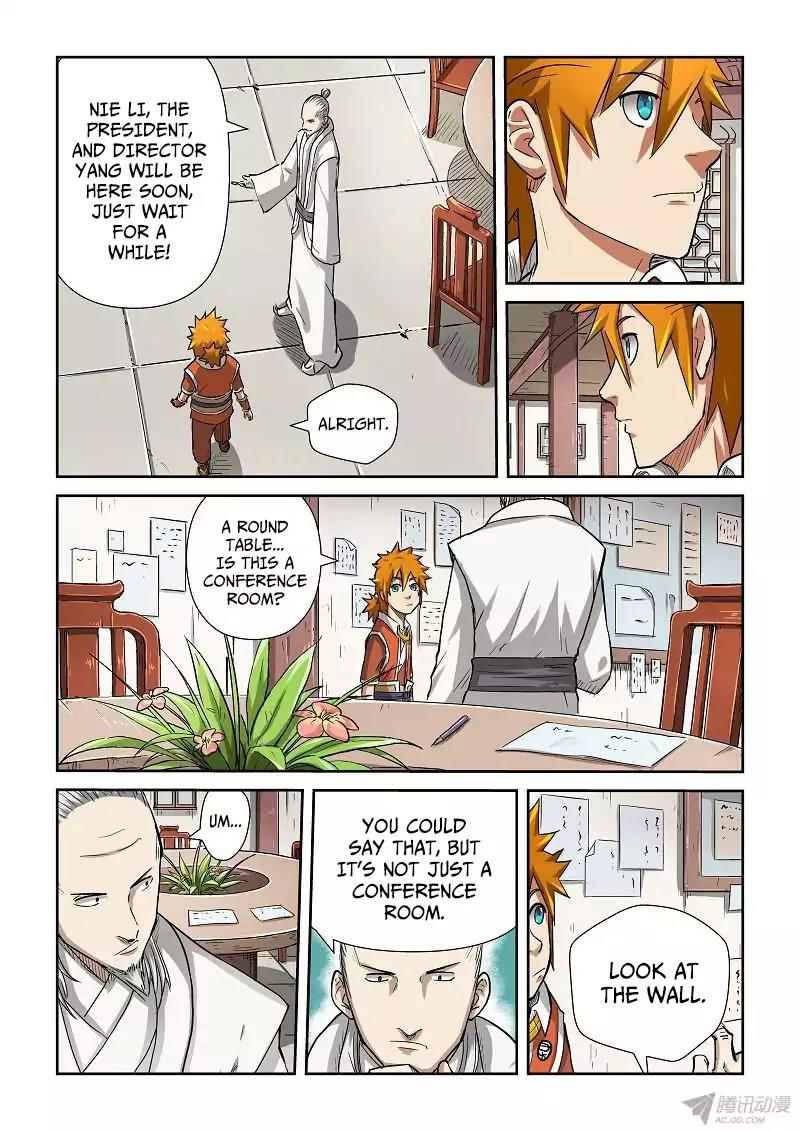 NIE LI, THE
PRESIDENT,
AND DIRECTOR
YANG WILL BE
HERE SOON,
JUST WAIT
FOR A
WHILE!
ALRIGHT.
A ROUND
TABLE...
IS THIS A
CONFERENCE
ROOM?
UM...
YOU COULD
SAY THAT, BUT
IT'S NOT JUST A
CONFERENCE
ROOM.
LOOK AT
THE WALL.
腾讯动漫
AC.QQ.COM